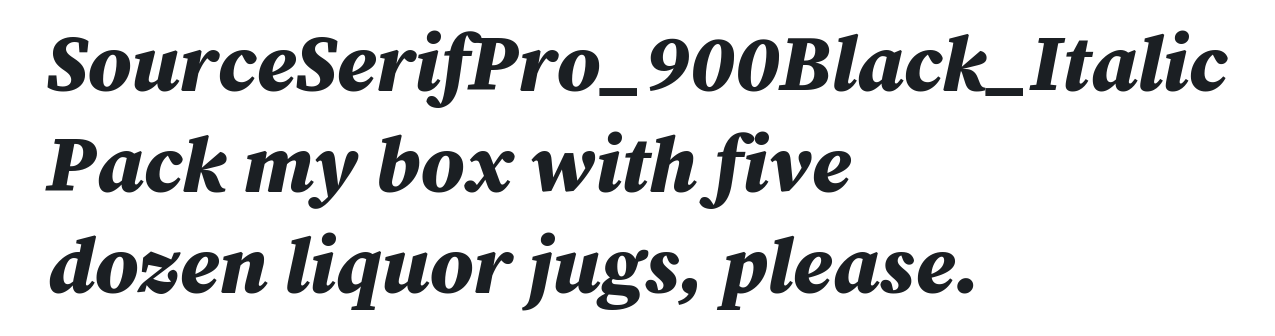 SourceSerifPro_900Black_Italic
Pack my box with five
dozen liquor jugs, please.